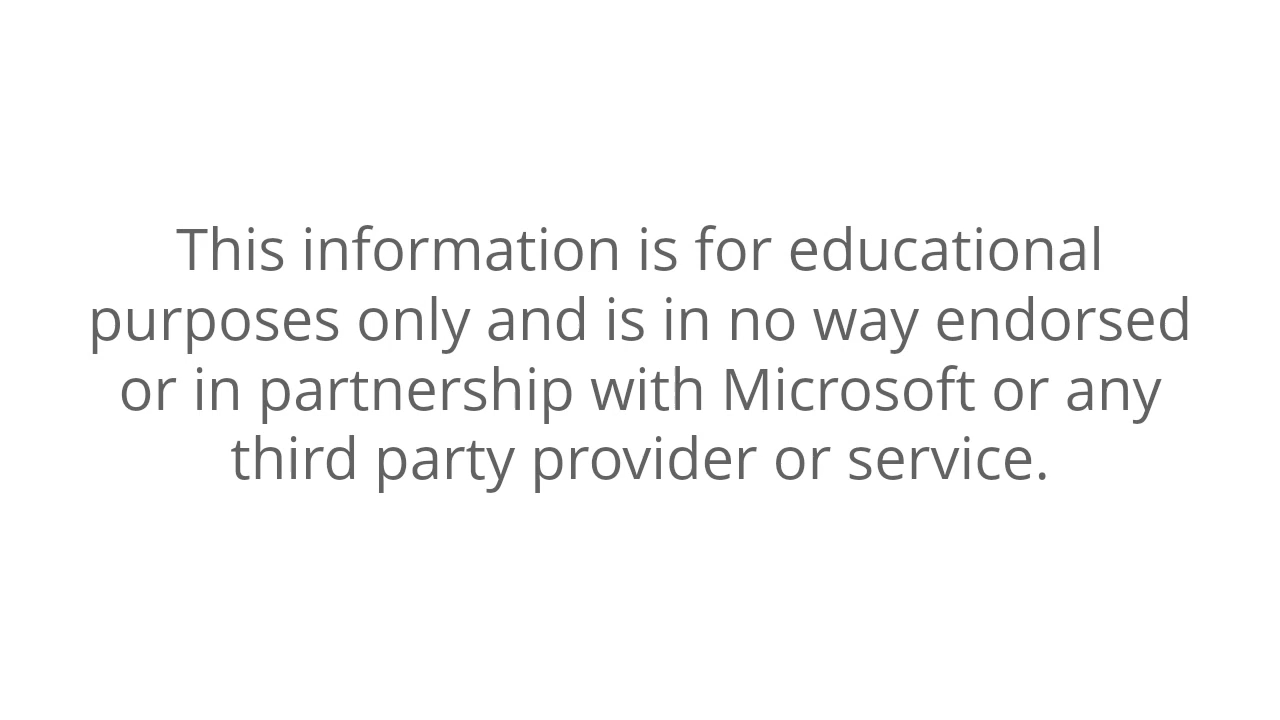 This information is for educational
purposes only and is in no way endorsed
or in partnership with Microsoft or any
third party provider or service.